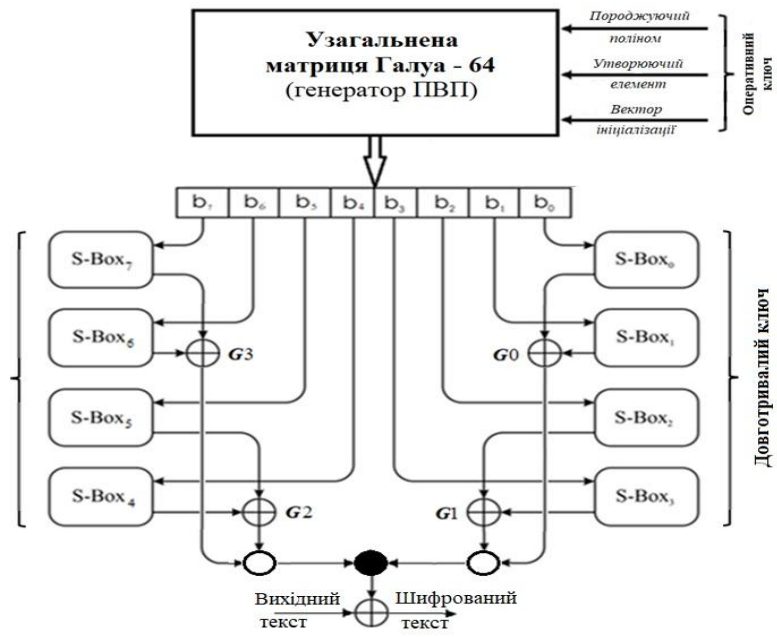 Узагальнена
матриця Галуа - 64
(генератор ПВП)
Породжуючий
поліном
Утворюючий
елемент
Вектор
ініціалізації
Оперативний
ключ
b₇ b₆ b₅ b₄ b₃ b₂ b₁ b₀
S-Box₇
S-Box₀
S-Box₆
S-Box₁
G3
G0
S-Box₅
S-Box₂
S-Box₄
S-Box₃
G2
G1
Довготривалий ключ
Вихідний
текст
Шифрований
текст